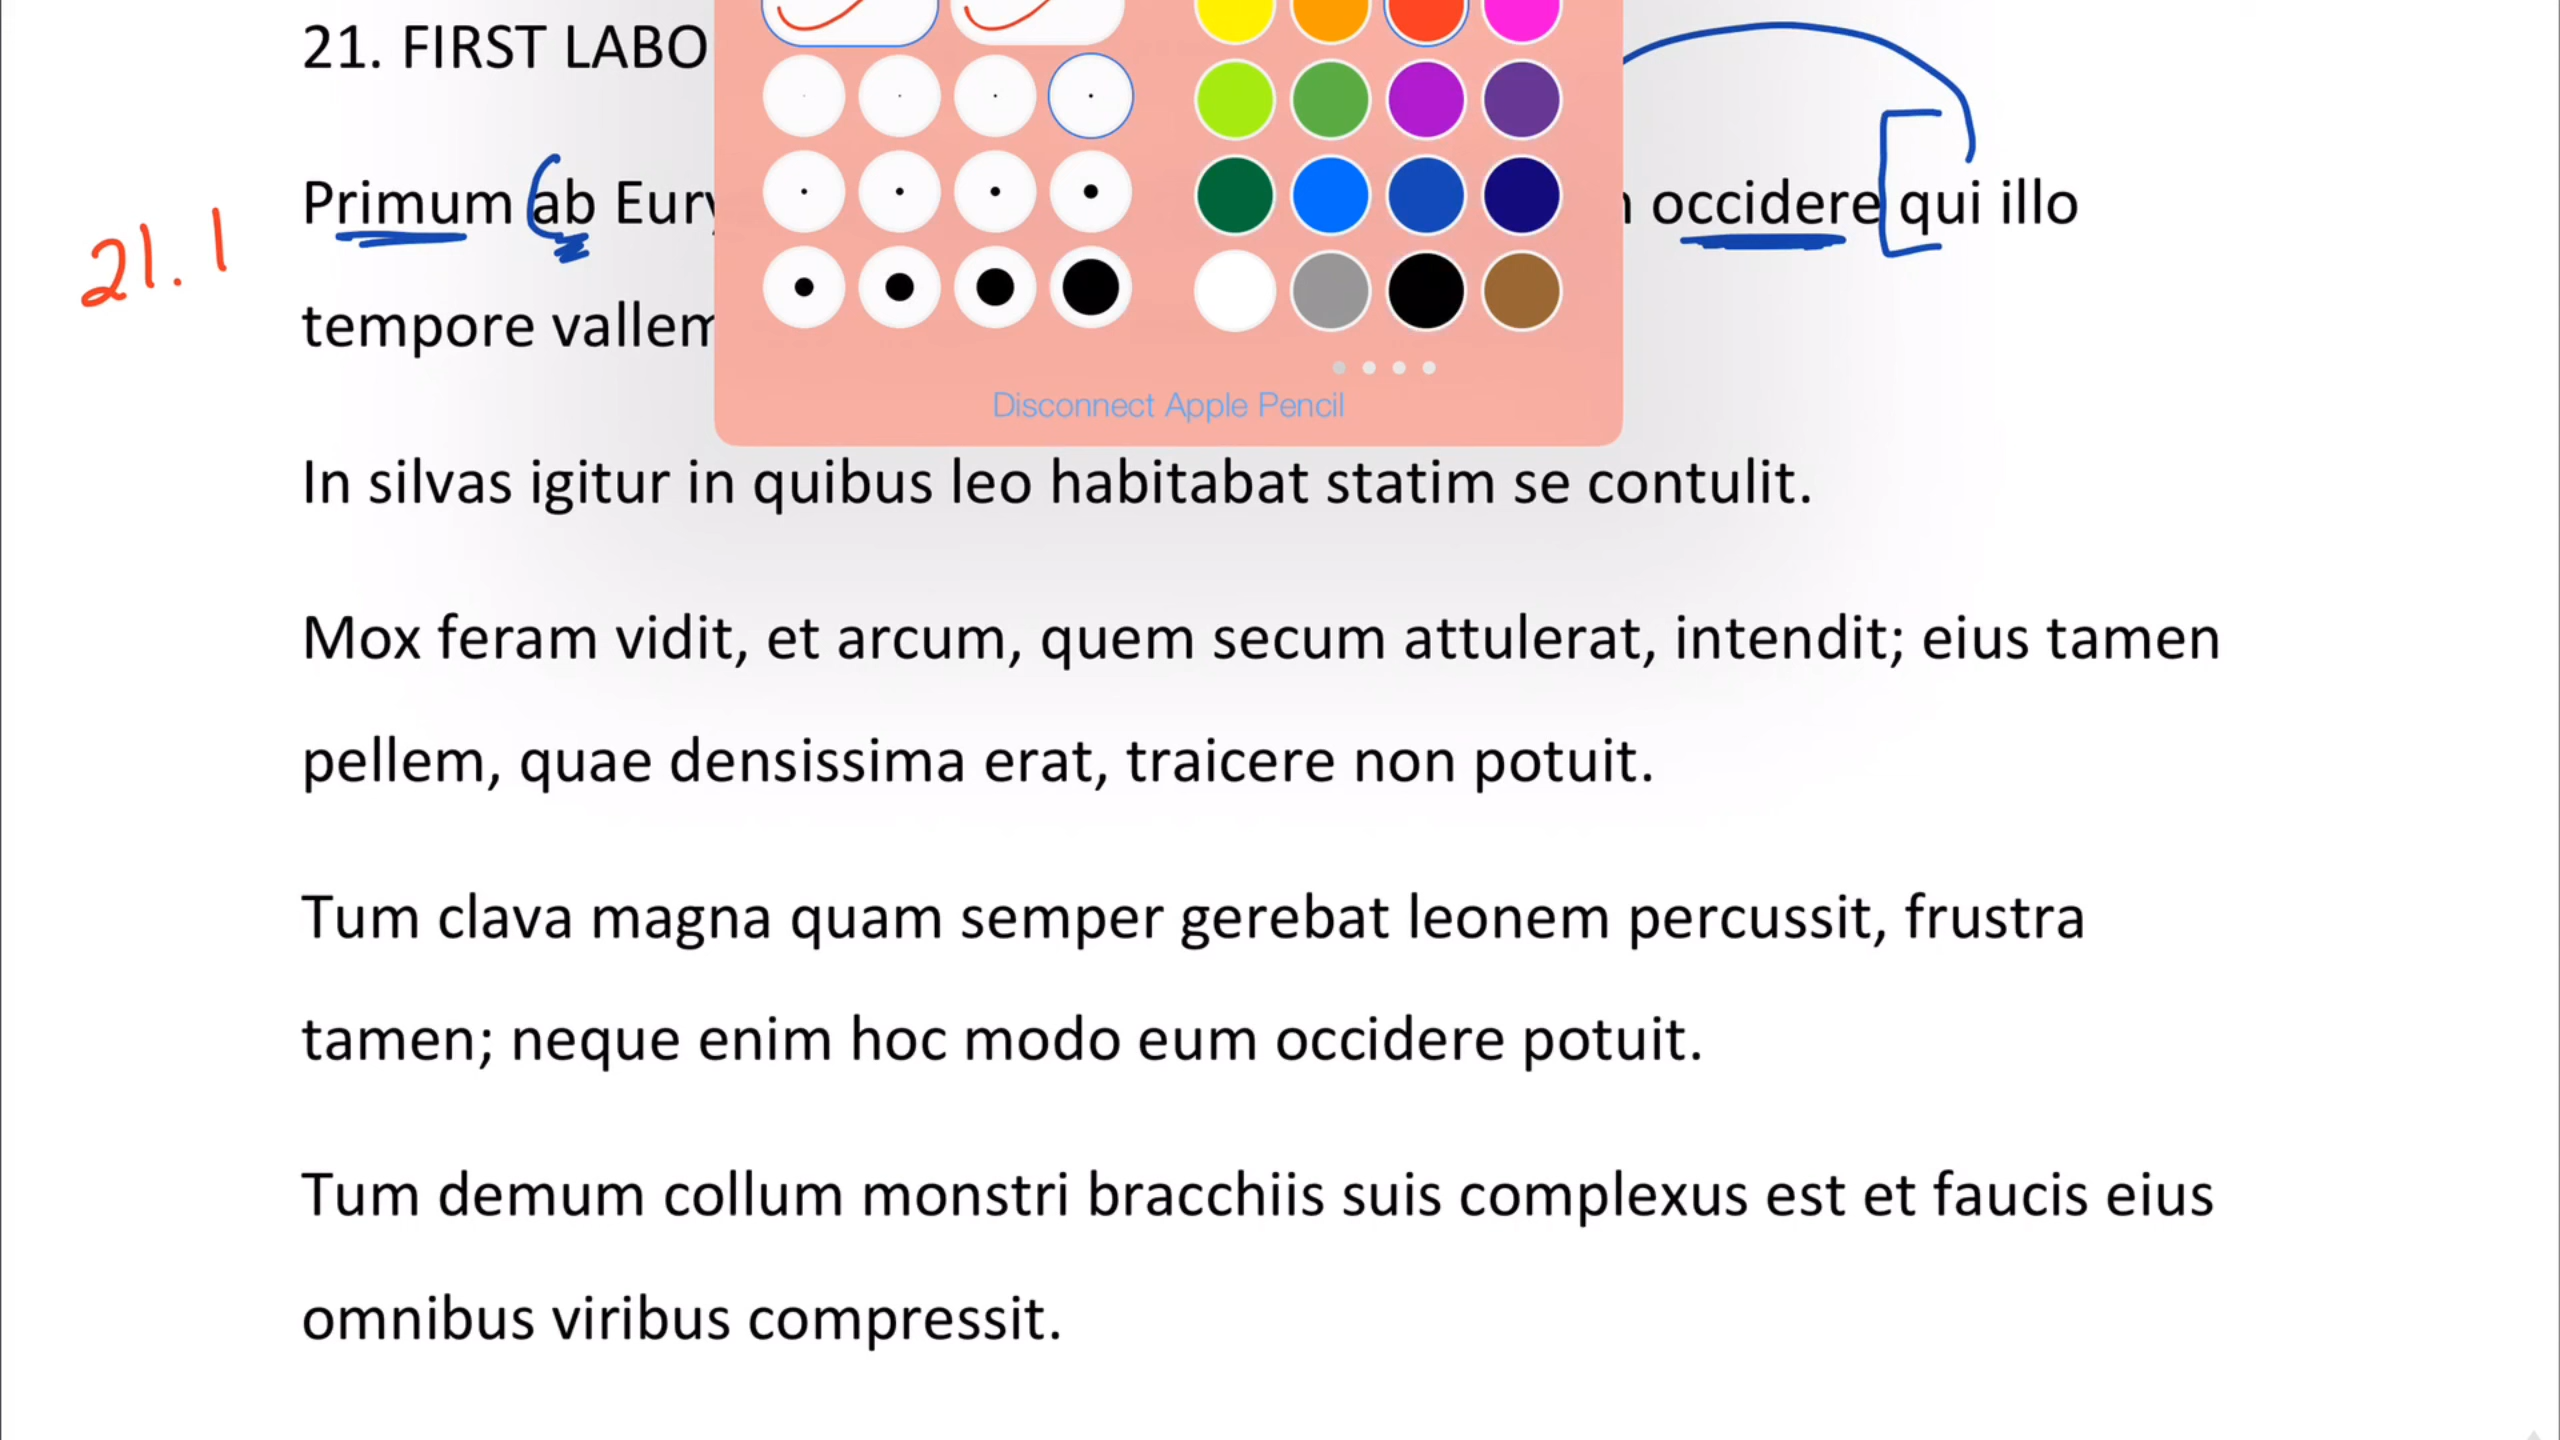 21. FIRST LABO
Primum ab Eury occidere qui illo
21.1
tempore vallem
Disconnect Apple Pencil
In silvas igitur in quibus leo habitabat statim se contulit.
Mox feram vidit, et arcum, quem secum attulerat, intendit; eius tamen
pellem, quae densissima erat, traicere non potuit.
Tum clava magna quam semper gerebat leonem percussit, frustra
tamen; neque enim hoc modo eum occidere potuit.
Tum demum collum monstri bracchiis suis complexus est et faucis eius
omnibus viribus compressit.